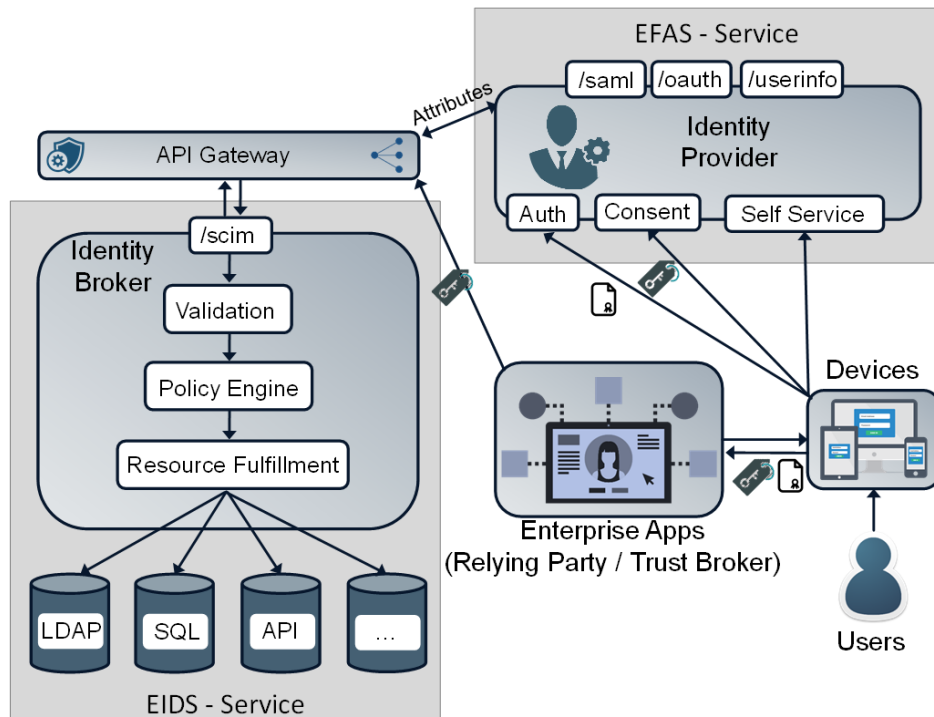 EFAS - Service
/saml
/oauth
/userinfo
Attributes
Identity
Provider
API Gateway
Auth
Consent
Self Service
/scim
Identity
Broker
Validation
Policy Engine
Resource Fulfillment
Devices
Enterprise Apps
(Relying Party / Trust Broker)
LDAP
SQL
API
...
Users
EIDS - Service